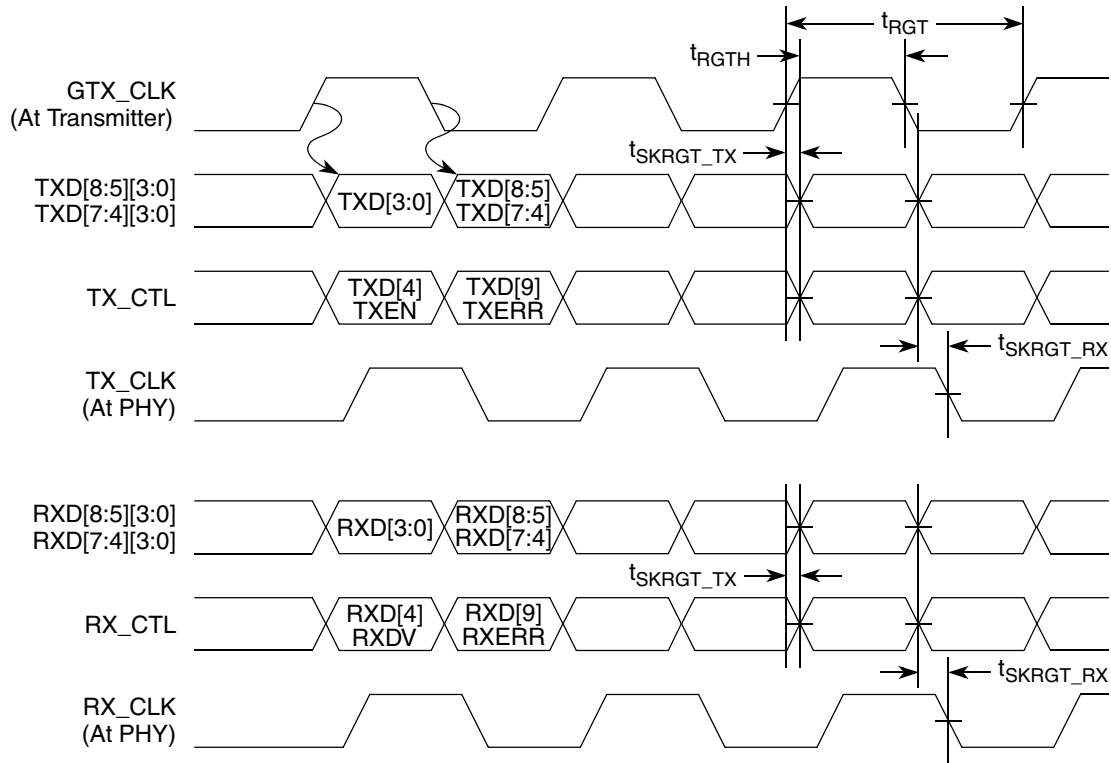 tRGT
tRGTH
GTX_CLK
(At Transmitter)
tSKRGT_TX
TXD[8:5][3:0]
TXD[7:4][3:0]
TXD[3:0]
TXD[8:5]
TXD[7:4]
TX_CTL
TXD[4]
TXEN
TXD[9]
TXERR
tSKRGT_RX
TX_CLK
(At PHY)
RXD[8:5][3:0]
RXD[7:4][3:0]
RXD[3:0]
RXD[8:5]
RXD[7:4]
tSKRGT_TX
RX_CTL
RXD[4]
RXDV
RXD[9]
RXERR
tSKRGT_RX
RX_CLK
(At PHY)